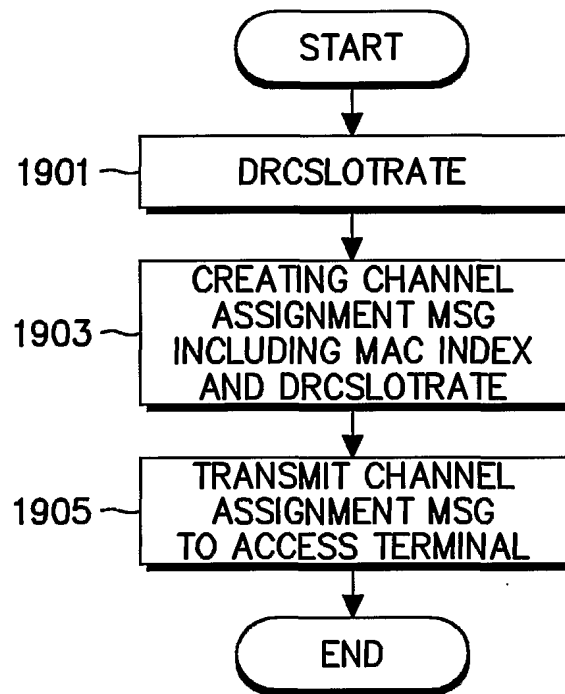 START
1901
DRCSLOTRATE
1903
CREATING CHANNEL
ASSIGNMENT MSG
INCLUDING MAC INDEX
AND DRCSLOTRATE
1905
TRANSMIT CHANNEL
ASSIGNMENT MSG
TO ACCESS TERMINAL
END